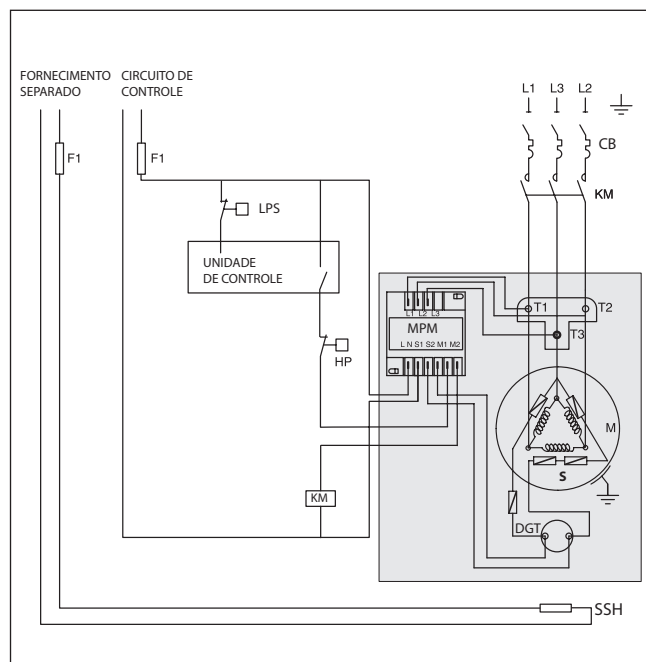 FORNECIMENTO
SEPARADO
CIRCUITO DE
CONTROLE
L1 L3 L2
F1
F1
CB
LPS
KM
UNIDADE
DE CONTROLE
L1 L2 L3
T1
T2
MPM
T3
L N S1 S2 M1 M2
HP
M
S
KM
DGT
SSH